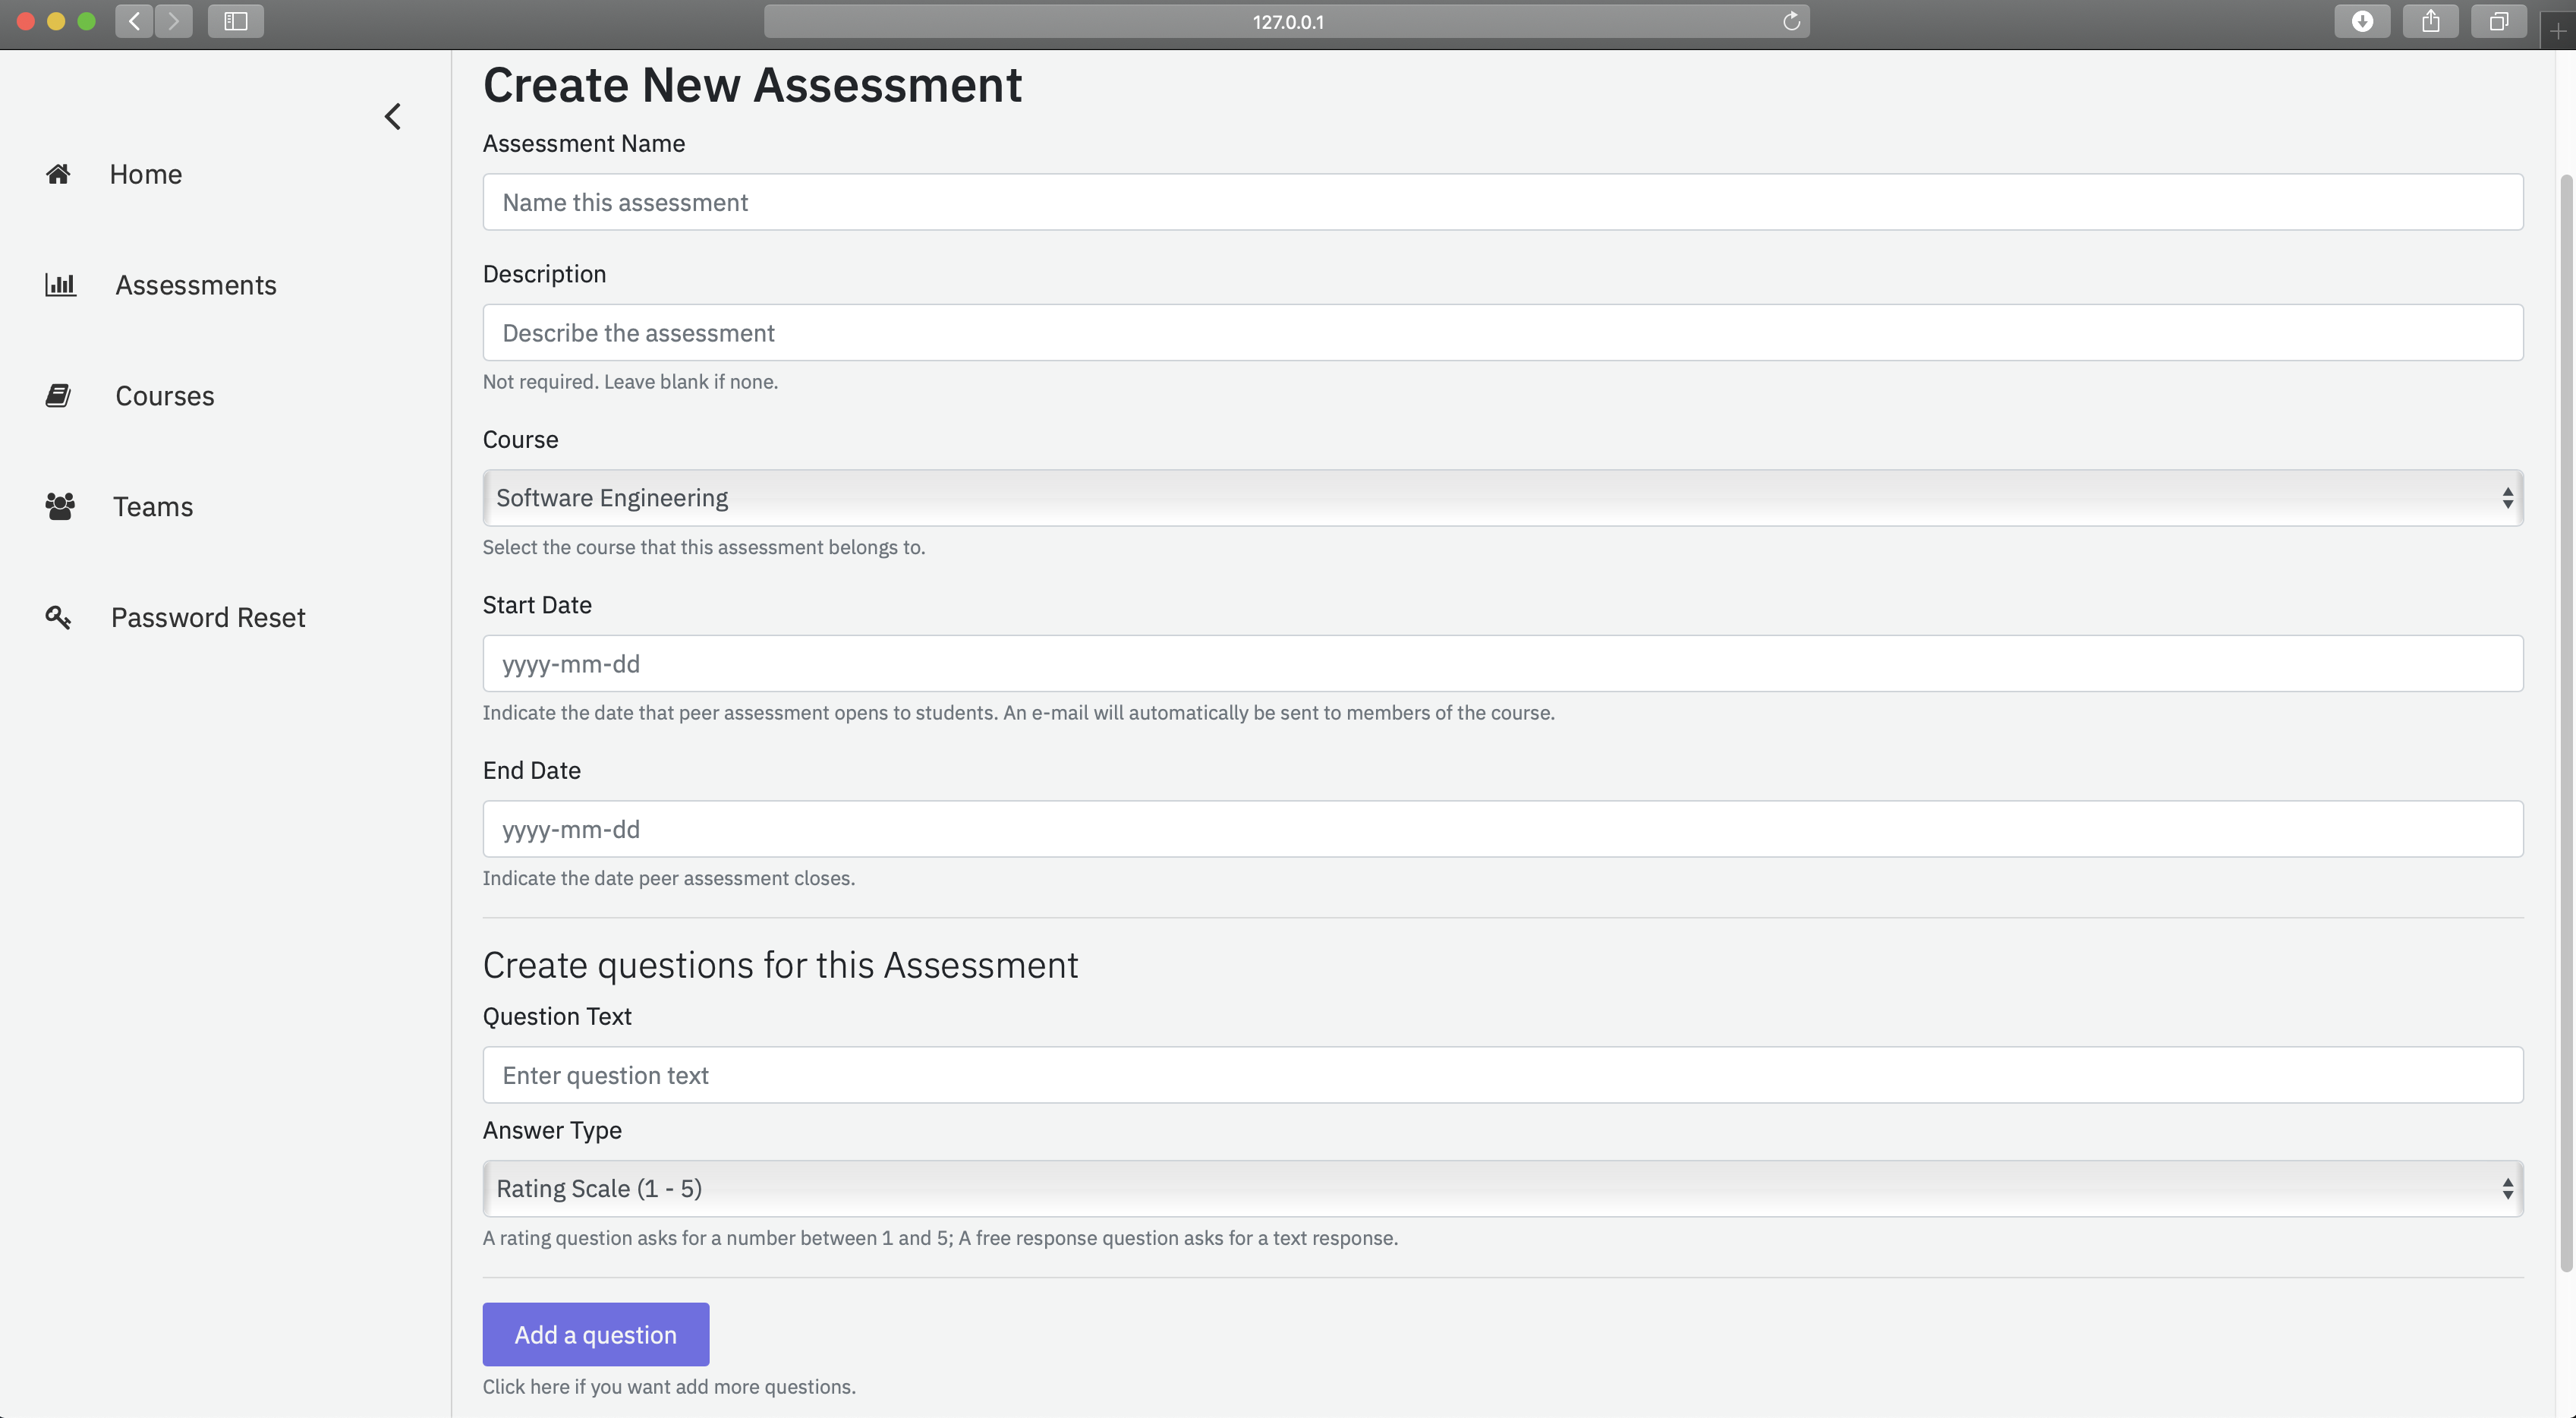 127.0.0.1
Home
Assessments
Courses
Teams
Password Reset
Create New Assessment
Assessment Name
Name this assessment
Description
Describe the assessment
Not required. Leave blank if none.
Course
Software Engineering
Select the course that this assessment belongs to.
Start Date
yyyy-mm-dd
Indicate the date that peer assessment opens to students. An e-mail will automatically be sent to members of the course.
End Date
yyyy-mm-dd
Indicate the date peer assessment closes.
Create questions for this Assessment
Question Text
Enter question text
Answer Type
Rating Scale (1 - 5)
A rating question asks for a number between 1 and 5; A free response question asks for a text response.
Add a question
Click here if you want add more questions.